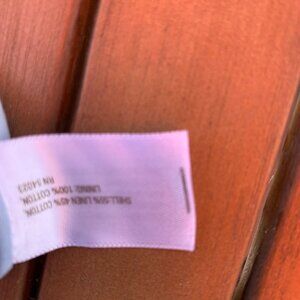 SHELL:55% LINEN 45% COTTON,
LINING:100% COTTON,
RN 54023